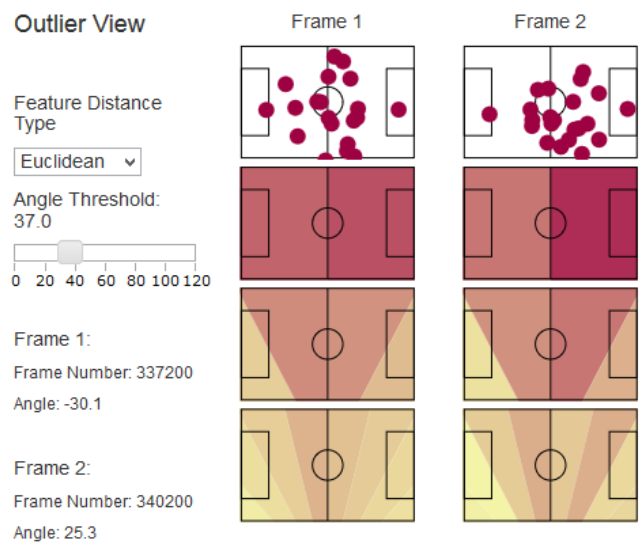 Outlier View
Frame 1
Frame 2
Feature Distance
Type
Euclidean
Angle Threshold:
37.0
0 20 40 60 80 100 120
Frame 1:
Frame Number: 337200
Angle: -30.1
Frame 2:
Frame Number: 340200
Angle: 25.3